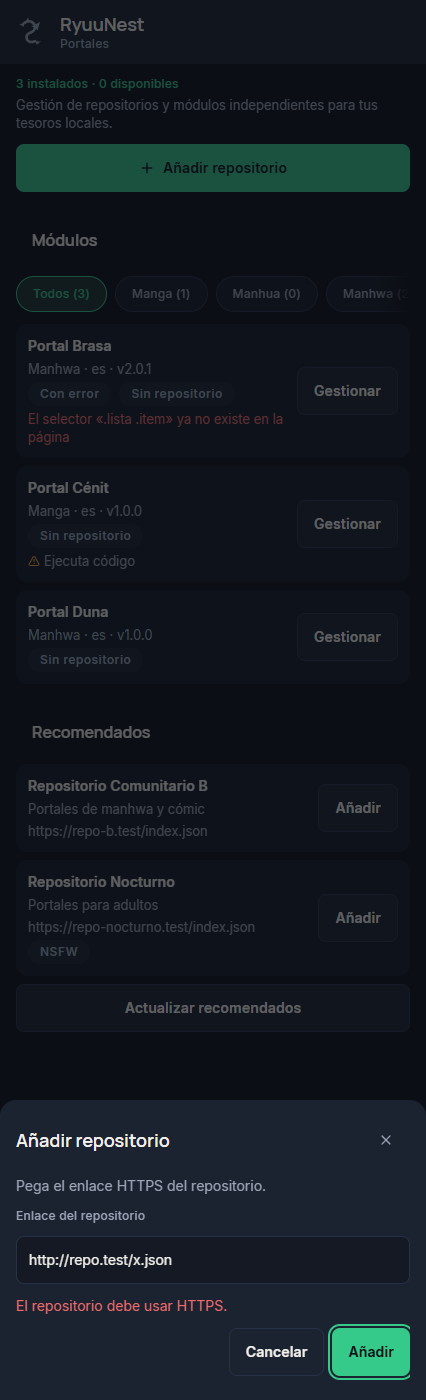 RyuuNest
Portales
3 instalados · 0 disponibles
Gestión de repositorios y módulos independientes para tus
tesoros locales.
+ Añadir repositorio
Módulos
Todos (3)
Manga (1)
Manhua (0)
Manhwa (2
Portal Brasa
Manhwa · es · v2.0.1
Con error
Sin repositorio
El selector «.lista .item» ya no existe en la
página
Gestionar
Portal Cénit
Manga · es · v1.0.0
Sin repositorio
Ejecuta código
Gestionar
Portal Duna
Manhwa · es · v1.0.0
Sin repositorio
Gestionar
Recomendados
Repositorio Comunitario B
Portales de manhwa y cómic
https://repo-b.test/index.json
Añadir
Repositorio Nocturno
Portales para adultos
https://repo-nocturno.test/index.json
NSFW
Añadir
Actualizar recomendados
Añadir repositorio
Pega el enlace HTTPS del repositorio.
Enlace del repositorio
http://repo.test/x.json
El repositorio debe usar HTTPS.
Cancelar
Añadir